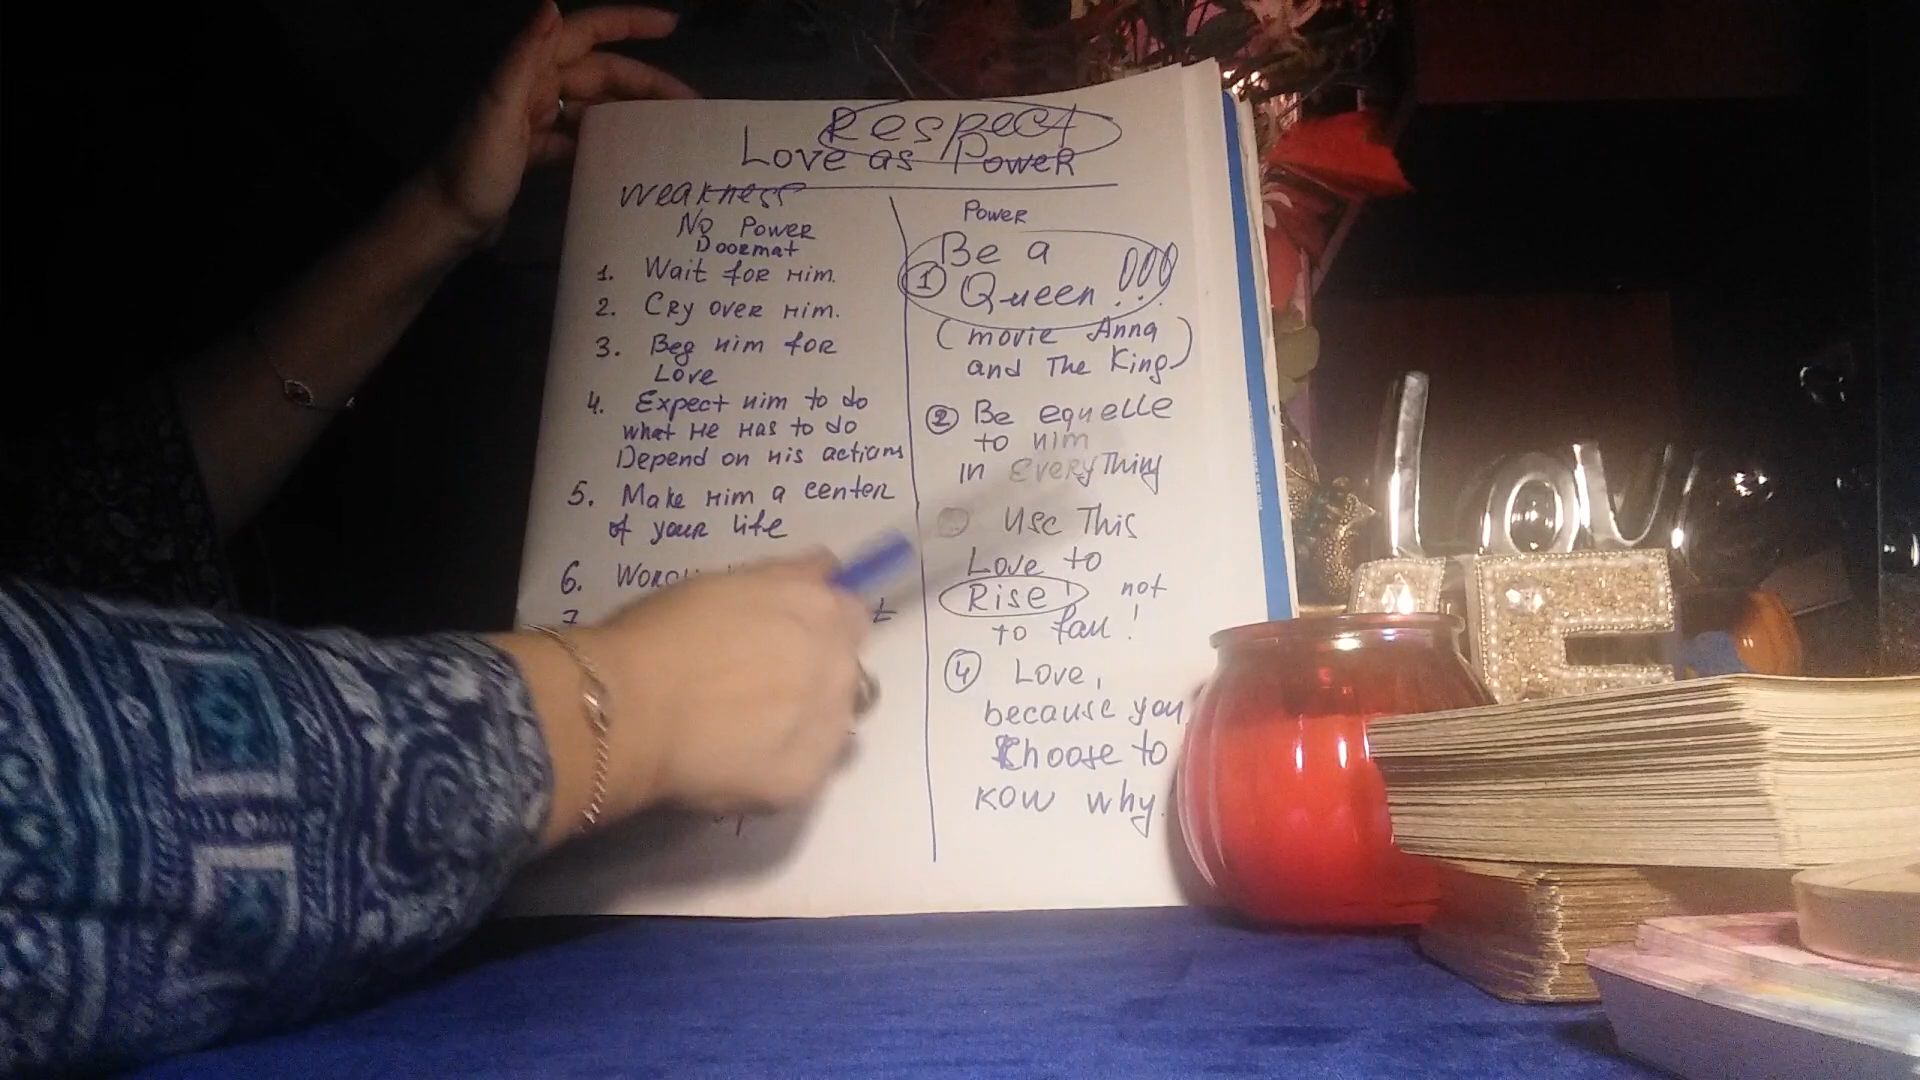 Respect
Love as Power
Weakness
No Power
Doormat
1. Wait for Him.
2. Cry over Him.
3. Beg him for
Love
4. Expect him to do
what He Has to do
Depend on His actions
5. Make Him a center
of your life
6.
7
Power
Be a
1 Queen!!!
(movie Anna
and The King)
2 Be equelle
to him
in EveryThing
Use This
Love to
Rise! not
to fall!
4 Love,
because you
Choose to
kow why.
LOV
E